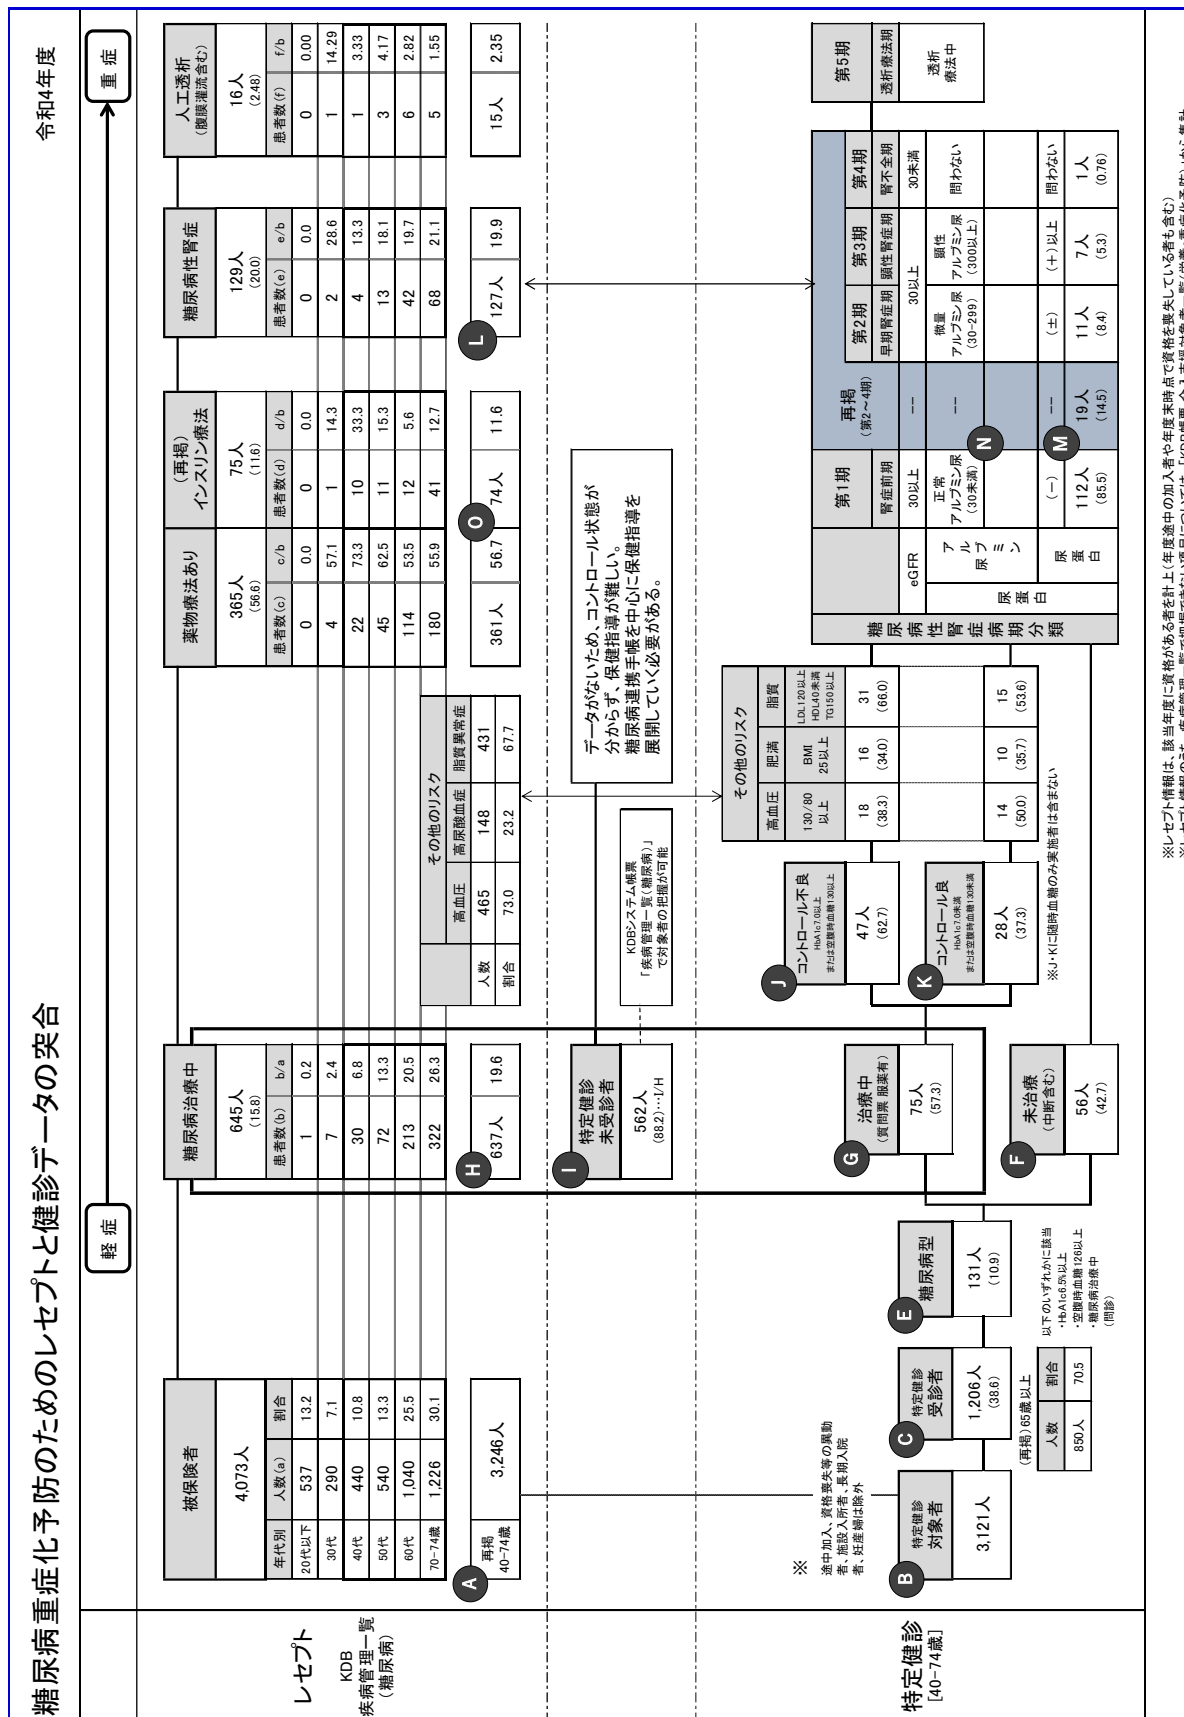 糖尿病重症化予防のためのレセプトと健診データの突合
令和4年度
軽症
重症
レセプト
KDB
疾病管理一覧
(糖尿病)
被保険者
4,073人
年代別 人数(a) 割合
20代以下 537 13.2
30代 290 7.1
40代 440 10.8
50代 540 13.3
60代 1,040 25.5
70-74歳 1,226 30.1
A
再掲
40-74歳
3,246人
糖尿病治療中
645人
(15.8)
患者数(b) b/a
1 0.2
7 2.4
30 6.8
72 13.3
213 20.5
322 26.3
H
637人 19.6
その他のリスク
高血圧 高尿酸血症 脂質異常症
人数 465 148 431
割合 73.0 23.2 67.7
薬物療法あり
365人
(56.6)
患者数(c) c/b
0 0.0
4 57.1
22 73.3
45 62.5
114 53.5
180 55.9
361人 56.7
O
(再掲)
インスリン療法
75人
(11.6)
患者数(d) d/b
0 0.0
1 14.3
10 33.3
11 15.3
12 5.6
41 12.7
74人 11.6
糖尿病性腎症
129人
(20.0)
患者数(e) e/b
0 0.0
2 28.6
4 13.3
13 18.1
42 19.7
68 21.1
L
127人 19.9
人工透析
(腹膜灌流含む)
16人
(2.48)
患者数(f) f/b
0 0.00
1 14.29
1 3.33
3 4.17
6 2.82
5 1.55
15人 2.35
I
特定健診
未受診者
562人
(88.2)…I/H
KDBシステム帳票
「疾病管理一覧(糖尿病)」
で対象者の把握が可能
データがないため、コントロール状態が
分からず、保健指導が難しい。
糖尿病連携手帳を中心に保健指導を
展開していく必要がある。
特定健診
[40-74歳]
※
途中加入、資格喪失等の異動
者、施設入所者、長期入院
者、妊産婦は除外
B
特定健診
対象者
3,121人
C
特定健診
受診者
1,206人
(38.6)
(再掲)65歳以上
人数 割合
850人 70.5
E
糖尿病型
131人
(10.9)
以下のいずれかに該当
・HbA1c6.5%以上
・空腹時血糖126以上
・糖尿病治療中
(問診)
G
治療中
(質問票 服薬有)
75人
(57.3)
F
未治療
(中断含む)
56人
(42.7)
J
コントロール不良
HbA1c7.0以上
または空腹時血糖130以上
47人
(62.7)
K
コントロール良
HbA1c7.0未満
または空腹時血糖130未満
28人
(37.3)
※J・Kに随時血糖のみ実施者は含まない
その他のリスク
高血圧 肥満 脂質
130/80
以上
BMI
25以上
LDL120以上
HDL40未満
TG150以上
18
(38.3)
16
(34.0)
31
(66.0)
14
(50.0)
10
(35.7)
15
(53.6)
糖尿病性腎症病期分類
第1期
再掲
(第2~4期)
第2期 第3期 第4期
腎症前期 早期腎症期 顕性腎症期 腎不全期
eGFR 30以上 -- 30以上 30未満
尿蛋白
尿アルブミン
正常
アルブミン尿
(30未満)
--
微量
アルブミン尿
(30-299)
顕性
アルブミン尿
(300以上)
問わない
N
尿蛋白
(-) -- (±) (+)以上 問わない
M
112人
(85.5)
19人
(14.5)
11人
(8.4)
7人
(5.3)
1人
(0.76)
第5期
透析療法期
透析
療法中
※レセプト情報は、該当年度に資格がある者を計上(年度途中の加入者や年度末時点で資格を喪失している者も含む)